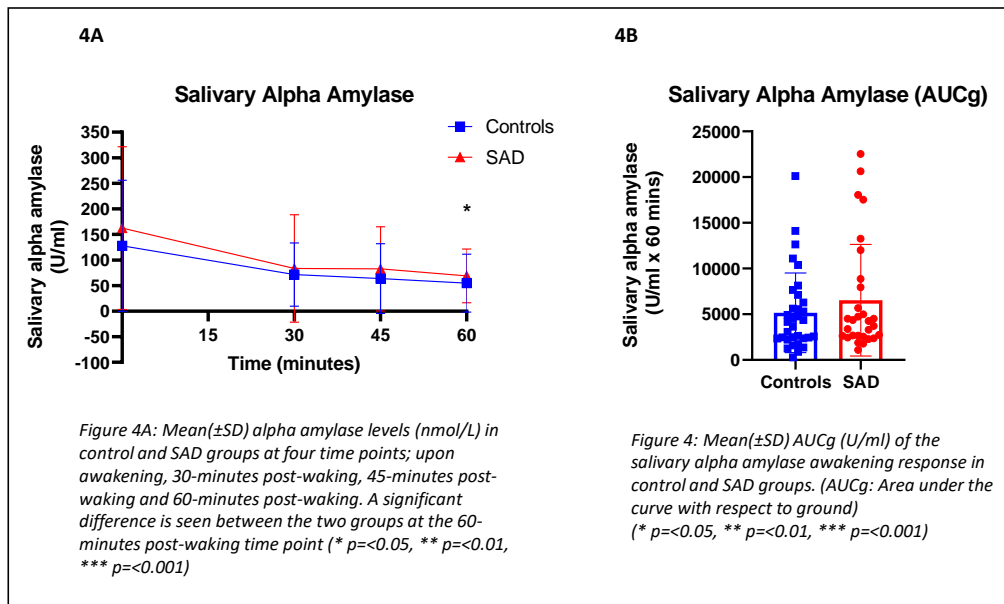 4A
Salivary Alpha Amylase
Controls
SAD
Salivary alpha amylase
(U/ml)
350
300
250
200
150
100
50
0
-50
-100
*
15
30
45
60
Time (minutes)
Figure 4A: Mean(±SD) alpha amylase levels (nmol/L) in
control and SAD groups at four time points; upon
awakening, 30-minutes post-waking, 45-minutes post-
waking and 60-minutes post-waking. A significant
difference is seen between the two groups at the 60-
minutes post-waking time point (* p=<0.05, ** p=<0.01,
*** p=<0.001)
4B
Salivary Alpha Amylase (AUCg)
Salivary alpha amylase
(U/ml x 60 mins)
25000
20000
15000
10000
5000
0
Controls
SAD
Figure 4: Mean(±SD) AUCg (U/ml) of the
salivary alpha amylase awakening response in
control and SAD groups. (AUCg: Area under the
curve with respect to ground)
(* p=<0.05, ** p=<0.01, *** p=<0.001)